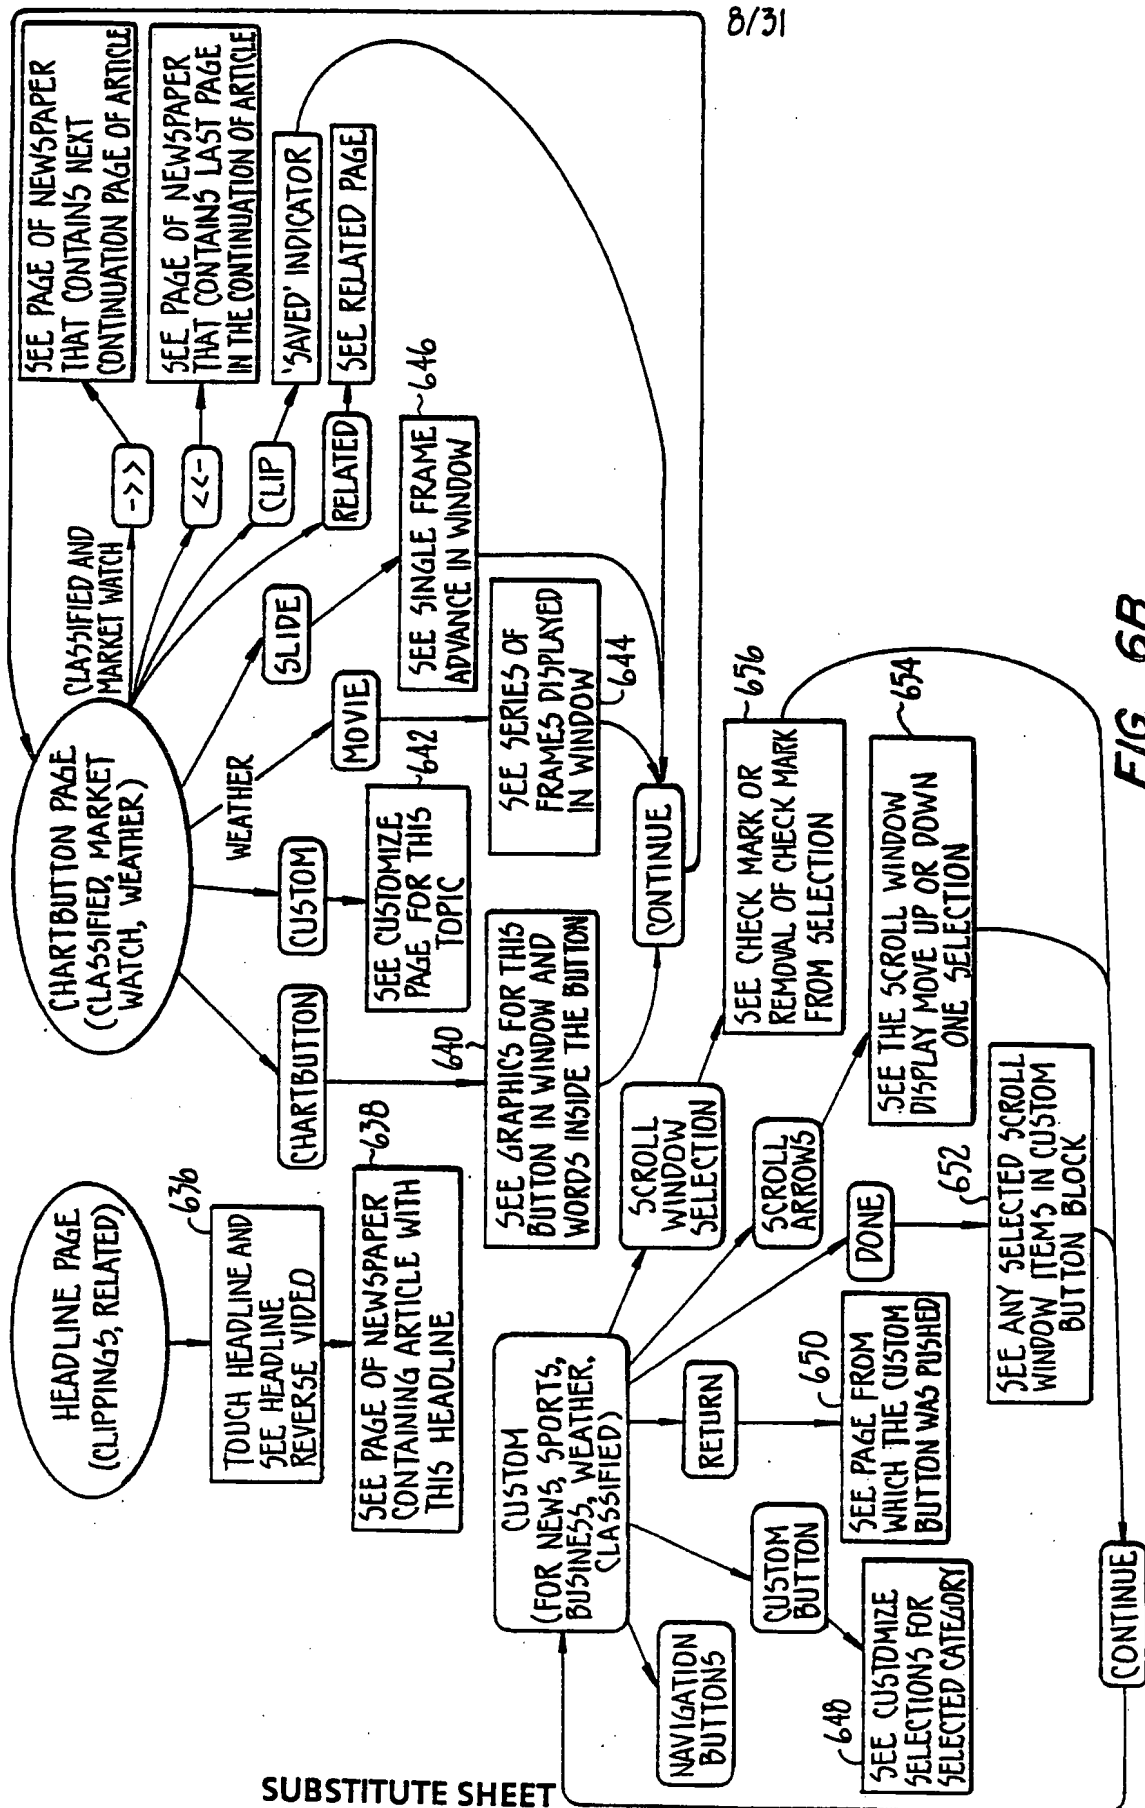 8/31
HEADLINE PAGE
(CLIPPINGS, RELATED)
636
TOUCH HEADLINE AND
SEE HEADLINE
REVERSE VIDEO
638
SEE PAGE OF NEWSPAPER
CONTAINING ARTICLE WITH
THIS HEADLINE
CHARTBUTTON PAGE
(CLASSIFIED, MARKET
WATCH, WEATHER)
CHARTBUTTON
640
SEE GRAPHICS FOR THIS
BUTTON IN WINDOW AND
WORDS INSIDE THE BUTTON
CUSTOM
642
SEE CUSTOMIZE
PAGE FOR THIS
TOPIC
WEATHER
MOVIE
SEE SERIES OF
FRAMES DISPLAYED
IN WINDOW
644
SLIDE
646
SEE SINGLE FRAME
ADVANCE IN WINDOW
CLASSIFIED AND
MARKET WATCH
->>
SEE PAGE OF NEWSPAPER
THAT CONTAINS NEXT
CONTINUATION PAGE OF ARTICLE
<<-
SEE PAGE OF NEWSPAPER
THAT CONTAINS LAST PAGE
IN THE CONTINUATION OF ARTICLE
CLIP
'SAVED' INDICATOR
RELATED
SEE RELATED PAGE
CONTINUE
CUSTOM
(FOR NEWS, SPORTS,
BUSINESS, WEATHER.
CLASSIFIED)
NAVIGATION
BUTTONS
CUSTOM
BUTTON
648
SEE CUSTOMIZE
SELECTIONS FOR
SELECTED CATEGORY
RETURN
650
SEE PAGE FROM
WHICH THE CUSTOM
BUTTON WAS PUSHED
DONE
652
SEE ANY SELECTED SCROLL
WINDOW ITEMS IN CUSTOM
BUTTON BLOCK
SCROLL
ARROWS
654
SEE THE SCROLL WINDOW
DISPLAY MOVE UP OR DOWN
ONE SELECTION
SCROLL
WINDOW
SELECTION
656
SEE CHECK MARK OR
REMOVAL OF CHECK MARK
FROM SELECTION
CONTINUE
FIG. 6B
SUBSTITUTE SHEET